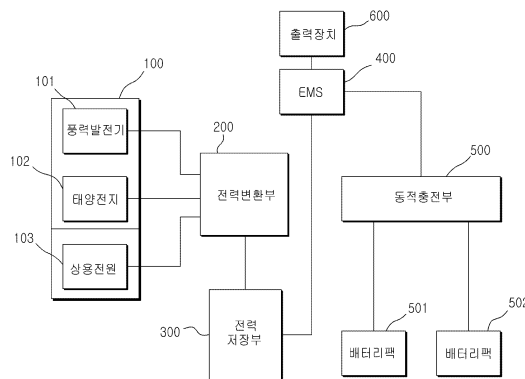 600
출력장치
400
EMS
100
101
풍력발전기
102
태양전지
103
상용전원
200
전력변환부
500
동적충전부
300
전력
저장부
501
배터리팩
502
배터리팩